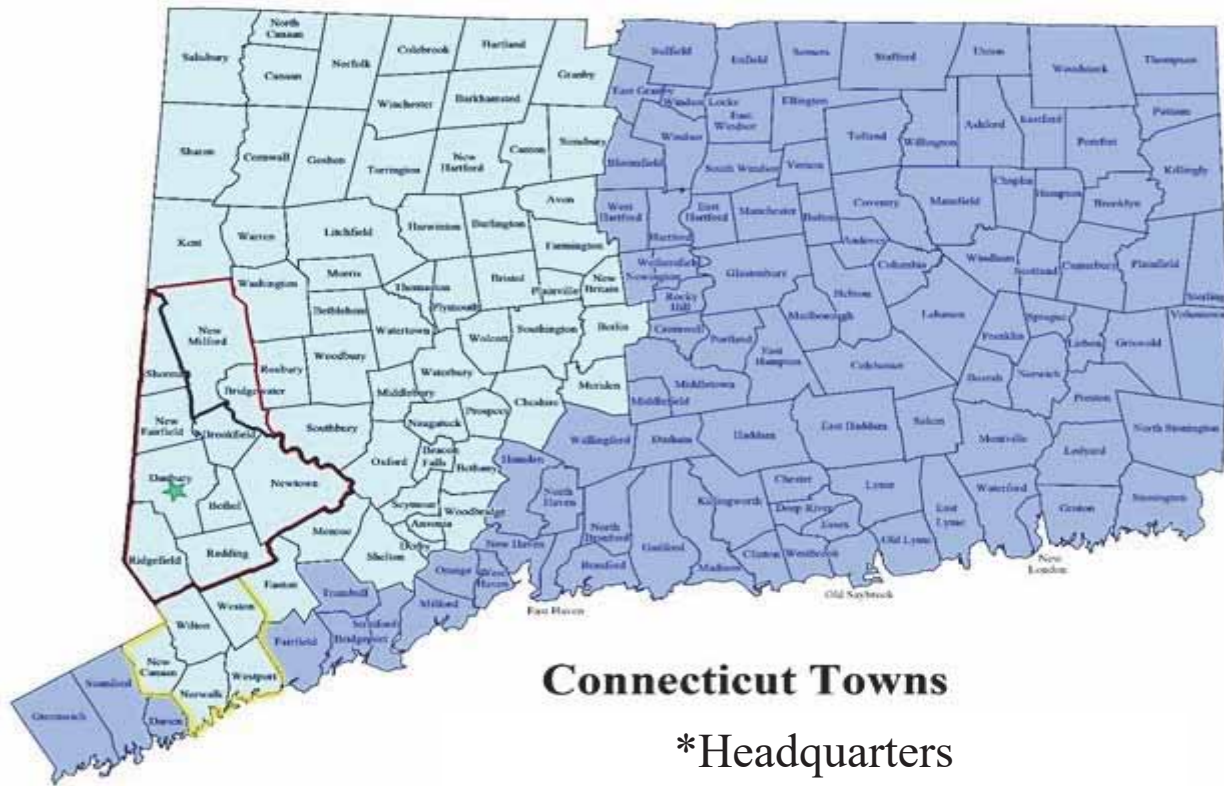 North
Canaan
Colebrook
Hartland
Suffield
Enfield
Somers
Stafford
Union
Woodstock
Thompson
Salisbury
Canaan
Norfolk
Granby
East Granby
Winchester
Barkhamsted
Windsor Locks
East
Windsor
Ellington
Ashford
Eastford
Putnam
Sharon
Cornwall
Goshen
Torrington
New
Hartford
Canton
Simsbury
Bloomfield
Windsor
South Windsor
Vernon
Tolland
Willington
Pomfret
Killingly
Avon
West
Hartford
Hartford
East
Hartford
Manchester
Bolton
Coventry
Mansfield
Chaplin
Hampton
Brooklyn
Kent
Warren
Litchfield
Harwinton
Burlington
Farmington
Andover
Columbia
Windham
Scotland
Canterbury
Plainfield
Sterling
Washington
Morris
Thomaston
Plymouth
Bristol
Plainville
New
Britain
Newington
Wethersfield
Glastonbury
Hebron
New
Milford
Bethlehem
Watertown
Wolcott
Southington
Berlin
Rocky
Hill
Cromwell
Portland
East
Hampton
Marlborough
Lebanon
Franklin
Sprague
Lisbon
Griswold
Voluntown
Sherman
Bridgewater
Roxbury
Woodbury
Middlebury
Waterbury
Cheshire
Meriden
Middletown
Middlefield
Colchester
Bozrah
Norwich
Preston
New
Fairfield
Brookfield
Southbury
Naugatuck
Prospect
Wallingford
Durham
Haddam
East Haddam
Salem
Montville
Ledyard
North Stonington
Danbury
Bethel
Newtown
Oxford
Beacon
Falls
Bethany
Hamden
North
Haven
Killingworth
Chester
Deep River
Essex
Lyme
East
Lyme
Waterford
Groton
Stonington
Ridgefield
Redding
Monroe
Seymour
Ansonia
Derby
Woodbridge
Shelton
New Haven
North
Branford
Guilford
Madison
Clinton
Westbrook
Old Lyme
New
London
Easton
Trumbull
Orange
West
Haven
Branford
East Haven
Old Saybrook
Weston
Wilton
Fairfield
Bridgeport
Stratford
Milford
New
Canaan
Norwalk
Westport
Greenwich
Stamford
Darien
Connecticut Towns
*Headquarters